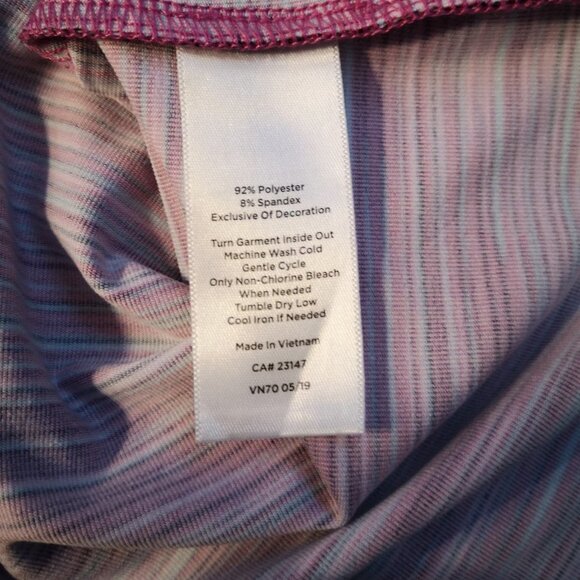 92% Polyester
8% Spandex
Exclusive Of Decoration
Turn Garment Inside Out
Machine Wash Cold
Gentle Cycle
Only Non-Chlorine Bleach
When Needed
Tumble Dry Low
Cool Iron If Needed
Made In Vietnam
CA# 23147
VN70 05/19